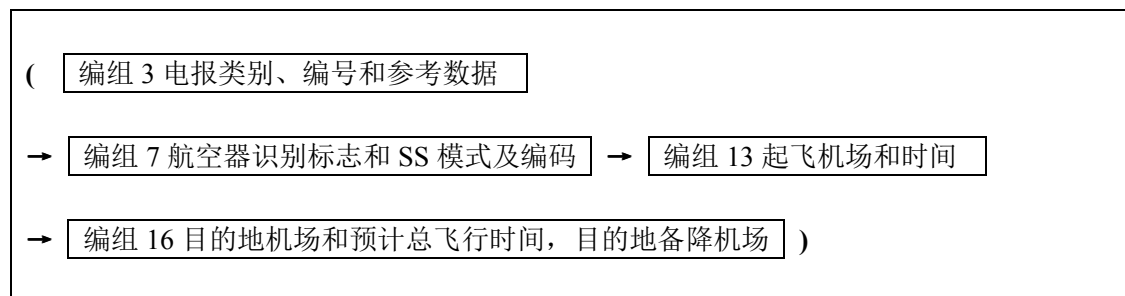 ( 编组 3 电报类别、编号和参考数据
→ 编组 7 航空器识别标志和 SS 模式及编码 → 编组 13 起飞机场和时间
→ 编组 16 目的地机场和预计总飞行时间，目的地备降机场 )